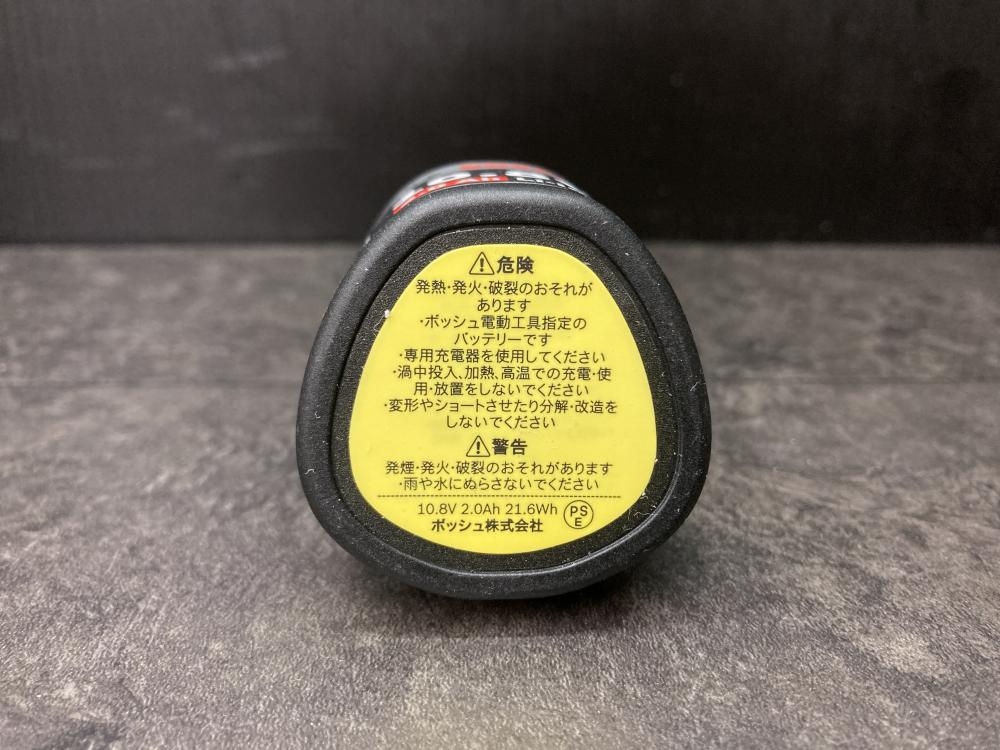 ⚠危険
発熱・発火・破裂のおそれが
あります
・ボッシュ電動工具指定の
バッテリーです
・専用充電器を使用してください
・渦中投入、加熱、高温での充電・使
用・放置をしないでください
・変形やショートさせたり分解・改造を
しないでください
⚠警告
発煙・発火・破裂のおそれがあります
・雨や水にぬらさないでください
10.8V 2.0Ah 21.6Wh
PS
E
ボッシュ株式会社